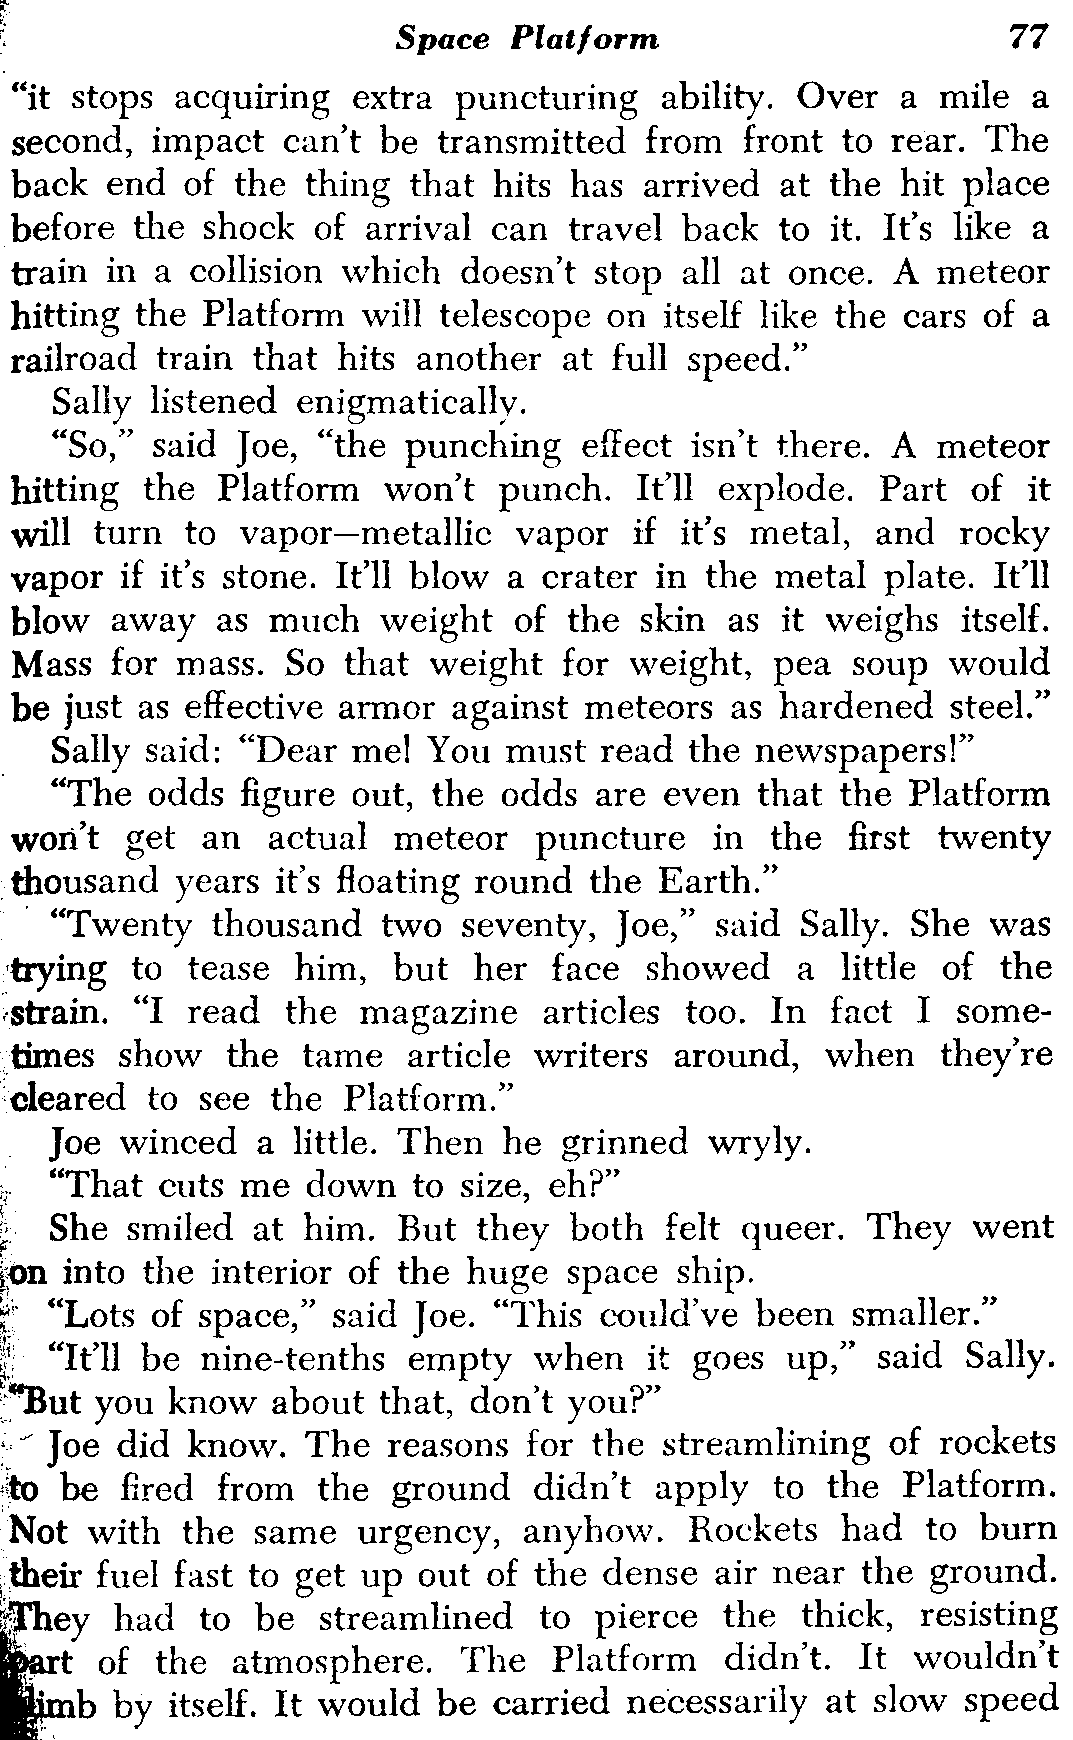 Space Platform 77
“it stops acquiring extra puncturing ability. Over a mile a
second, impact can’t be transmitted from front to rear. The
back end of the thing that hits has arrived at the hit place
before the shock of arrival can travel back to it. It’s like a
train in a collision which doesn’t stop all at once. A meteor
hitting the Platform will telescope on itself like the cars of a
railroad train that hits another at full speed.”
Sally listened enigmatically.
“So,” said Joe, “the punching effect isn’t there. A meteor
hitting the Platform won’t punch. It’ll explode. Part of it
will turn to vapor—metallic vapor if it’s metal, and rocky
vapor if it’s stone. It’ll blow a crater in the metal plate. It’ll
blow away as much weight of the skin as it weighs itself.
Mass for mass. So that weight for weight, pea soup would
be just as effective armor against meteors as hardened steel.”
Sally said: “Dear me! You must read the newspapers!”
“The odds figure out, the odds are even that the Platform
won’t get an actual meteor puncture in the first twenty
thousand years it’s floating round the Earth.”
“Twenty thousand two seventy, Joe,” said Sally. She was
trying to tease him, but her face showed a little of the
strain. “I read the magazine articles too. In fact I some-
times show the tame article writers around, when they’re
cleared to see the Platform.”
Joe winced a little. Then he grinned wryly.
“That cuts me down to size, eh?”
She smiled at him. But they both felt queer. They went
on into the interior of the huge space ship.
“Lots of space,” said Joe. “This could’ve been smaller.”
“It’ll be nine-tenths empty when it goes up,” said Sally.
“But you know about that, don’t you?”
Joe did know. The reasons for the streamlining of rockets
to be fired from the ground didn’t apply to the Platform.
Not with the same urgency, anyhow. Rockets had to burn
their fuel fast to get up out of the dense air near the ground.
They had to be streamlined to pierce the thick, resisting
part of the atmosphere. The Platform didn’t. It wouldn’t
climb by itself. It would be carried necessarily at slow speed